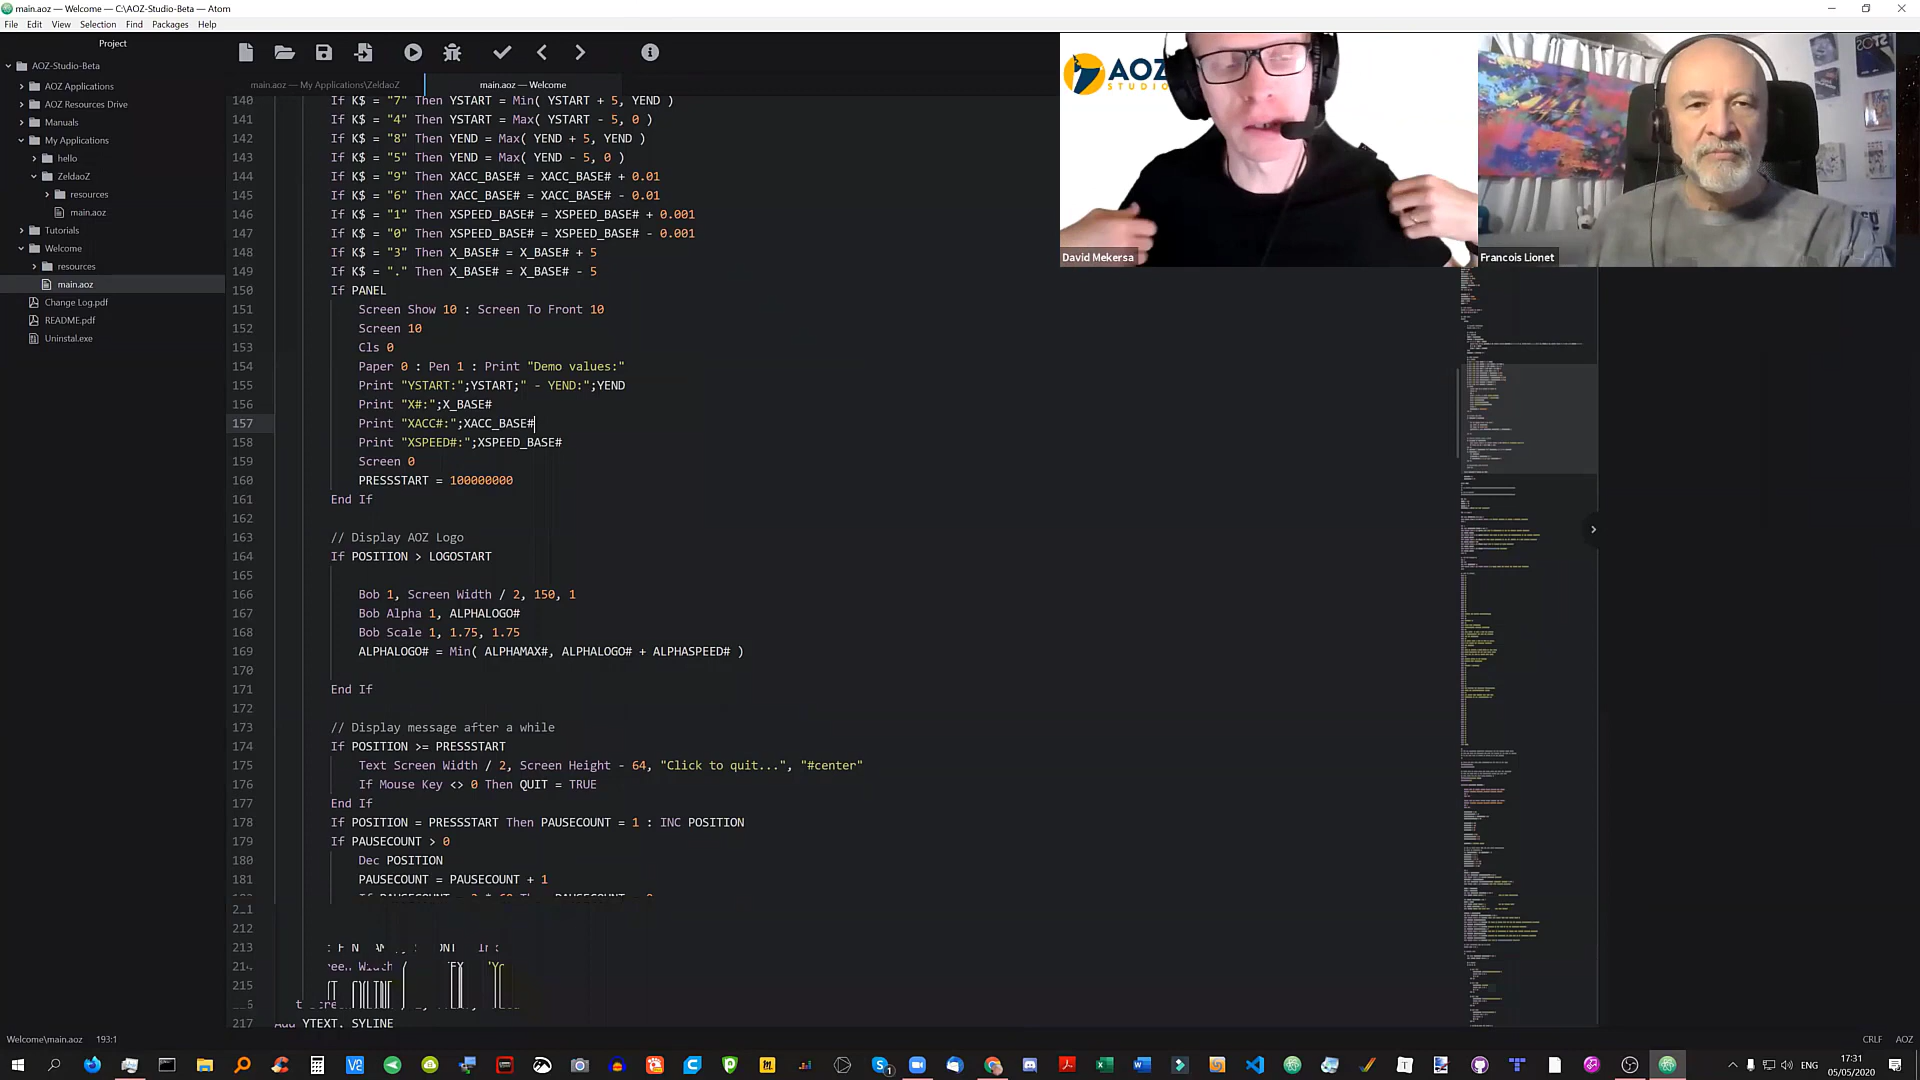 main.aoz — Welcome — C:\AOZ-Studio-Beta — Atom
File Edit View Selection Find Packages Help
Project
AOZ-Studio-Beta
AOZ Applications
AOZ Resources Drive
Manuals
My Applications
hello
ZeldaoZ
resources
main.aoz
Tutorials
Welcome
resources
main.aoz
Change Log.pdf
README.pdf
Uninstal.exe
main.aoz — My Applications\ZeldaoZ
main.aoz — Welcome
140 If K$ = "7" Then YSTART = Min( YSTART + 5, YEND )
141 If K$ = "4" Then YSTART = Max( YSTART - 5, 0 )
142 If K$ = "8" Then YEND = Max( YEND + 5, YEND )
143 If K$ = "5" Then YEND = Max( YEND - 5, 0 )
144 If K$ = "9" Then XACC_BASE# = XACC_BASE# + 0.01
145 If K$ = "6" Then XACC_BASE# = XACC_BASE# - 0.01
146 If K$ = "1" Then XSPEED_BASE# = XSPEED_BASE# + 0.001
147 If K$ = "0" Then XSPEED_BASE# = XSPEED_BASE# - 0.001
148 If K$ = "3" Then X_BASE# = X_BASE# + 5
149 If K$ = "." Then X_BASE# = X_BASE# - 5
150 If PANEL
151 Screen Show 10 : Screen To Front 10
152 Screen 10
153 Cls 0
154 Paper 0 : Pen 1 : Print "Demo values:"
155 Print "YSTART:";YSTART;" - YEND:";YEND
156 Print "X#:";X_BASE#
157 Print "XACC#:";XACC_BASE#
158 Print "XSPEED#:";XSPEED_BASE#
159 Screen 0
160 PRESSSTART = 100000000
161 End If
162
163 // Display AOZ Logo
164 If POSITION > LOGOSTART
165
166 Bob 1, Screen Width / 2, 150, 1
167 Bob Alpha 1, ALPHALOGO#
168 Bob Scale 1, 1.75, 1.75
169 ALPHALOGO# = Min( ALPHAMAX#, ALPHALOGO# + ALPHASPEED# )
170
171 End If
172
173 // Display message after a while
174 If POSITION >= PRESSSTART
175 Text Screen Width / 2, Screen Height - 64, "Click to quit...", "#center"
176 If Mouse Key <> 0 Then QUIT = TRUE
177 End If
178 If POSITION = PRESSSTART Then PAUSECOUNT = 1 : INC POSITION
179 If PAUSECOUNT > 0
180 Dec POSITION
181 PAUSECOUNT = PAUSECOUNT + 1
212
213
215
217 YTEXT, SYLINE
AOZ
STUDIO
David Mekersa
Francois Lionet
Welcome\main.aoz 193:1
CRLF AOZ
ENG
17:31
05/05/2020